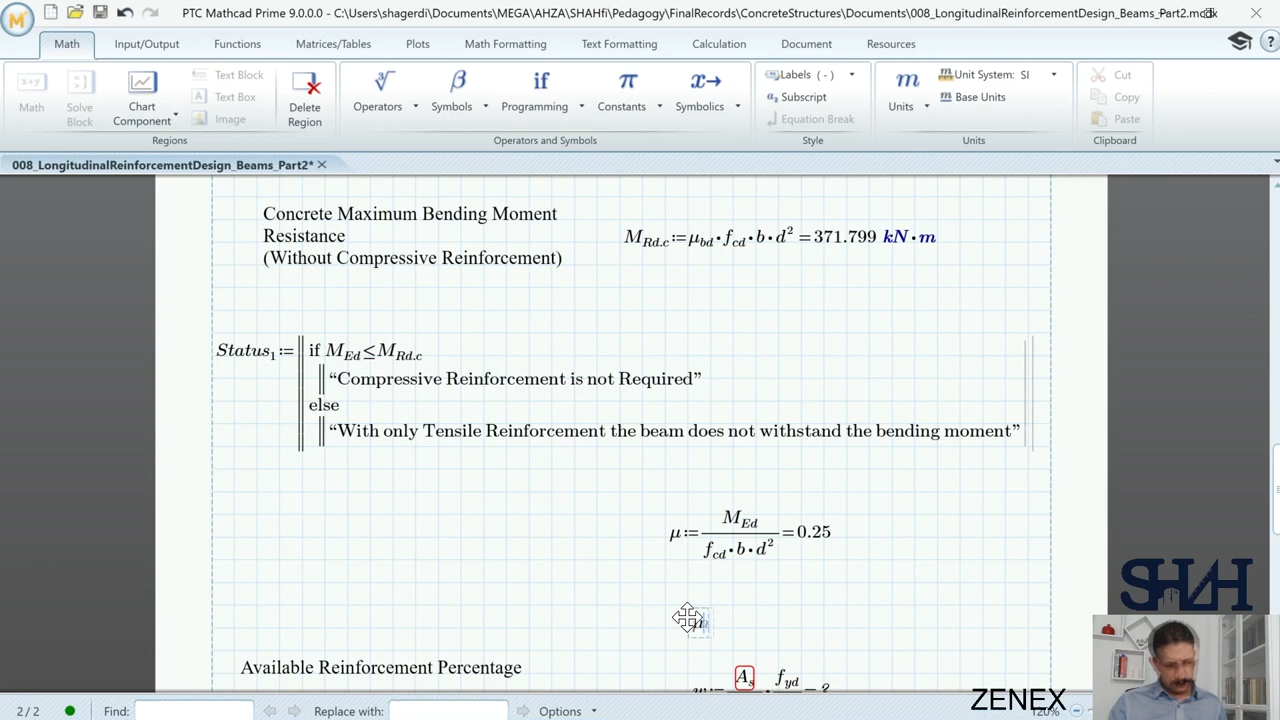 PTC Mathcad Prime 9.0.0.0 - C:\Users\shagerdi\Documents\MEGA\AHZA\SHAHfi\Pedagogy\FinalRecords\ConcreteStructures\Documents\008_LongitudinalReinforcementDesign_Beams_Part2.mcdx
Math Input/Output Functions Matrices/Tables Plots Math Formatting Text Formatting Calculation Document Resources
Math
Solve Block
Chart Component
Text Block
Text Box
Image
Delete Region
Regions
Operators
Symbols
Programming
Constants
Symbolics
Operators and Symbols
Labels ( - )
Subscript
Equation Break
Style
Units
Unit System: SI
Base Units
Units
Cut
Copy
Paste
Clipboard
008_LongitudinalReinforcementDesign_Beams_Part2*
Concrete Maximum Bending Moment
Resistance
(Without Compressive Reinforcement)
M_Rd.c := μ_bd • f_cd • b • d² = 371.799 kN • m
Status₁ := if M_Ed ≤ M_Rd.c
“Compressive Reinforcement is not Required”
else
“With only Tensile Reinforcement the beam does not withstand the bending moment”
μ := M_Ed / (f_cd • b • d²) = 0.25
Available Reinforcement Percentage
A_s f_yd = ?
SHZH
ZENEX
2 / 2 Find: Replace with: Options 120%